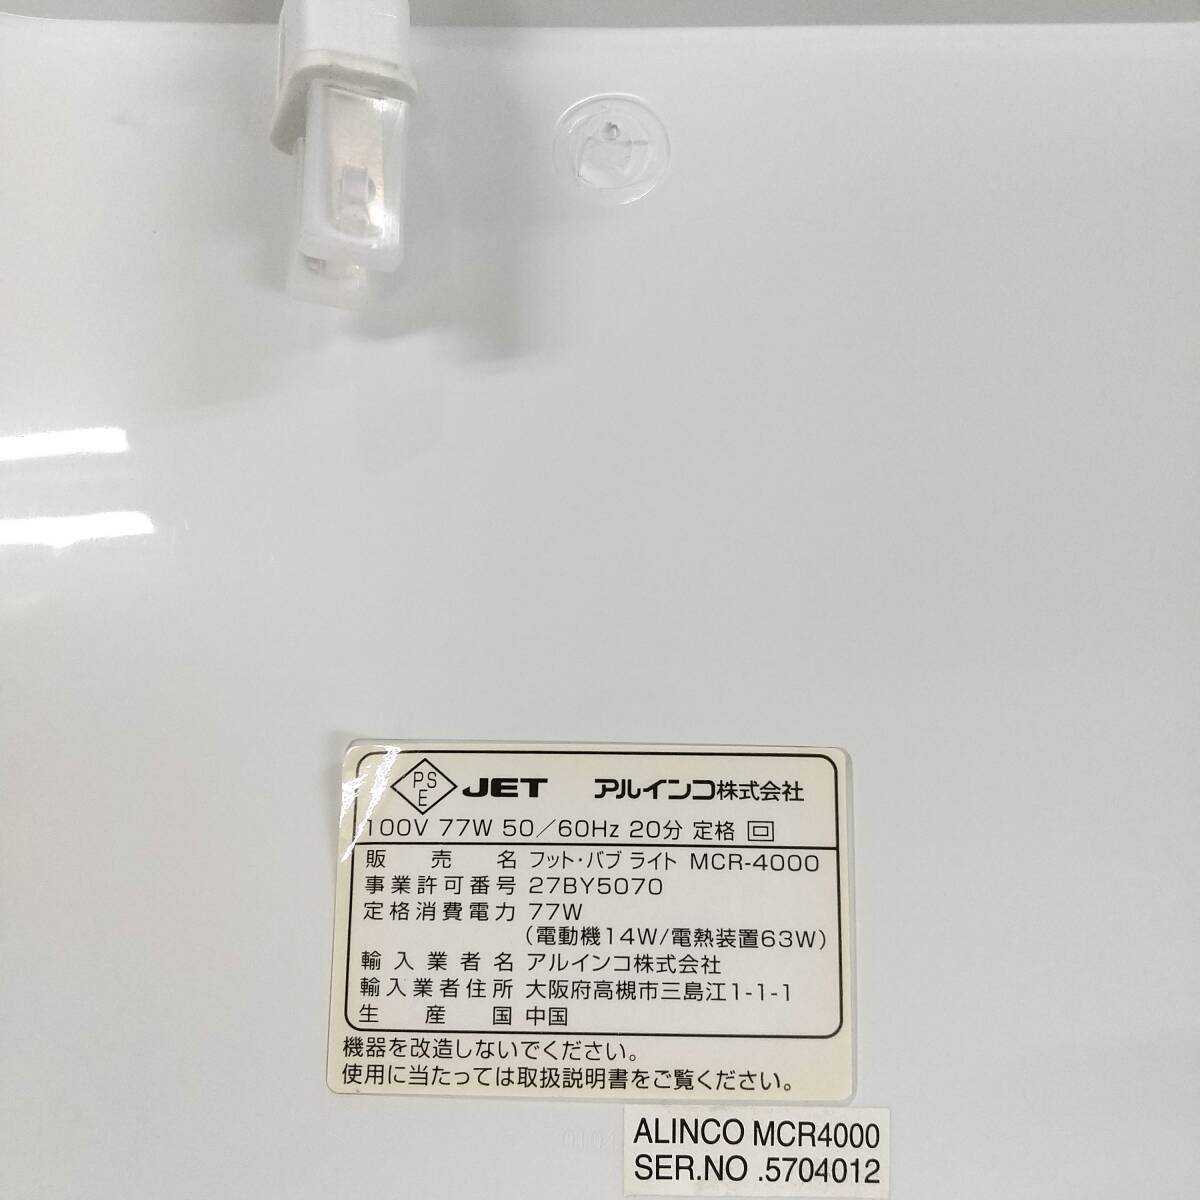 PSE JET アルインコ株式会社
100V 77W 50／60Hz 20分 定格
販売名 フット・バブ ライト MCR-4000
事業許可番号 27BY5070
定格消費電力 77W
（電動機14W/電熱装置63W）
輸入業者名 アルインコ株式会社
輸入業者住所 大阪府高槻市三島江1-1-1
生産国 中国
機器を改造しないでください。
使用に当たっては取扱説明書をご覧ください。
ALINCO MCR4000
SER.NO .5704012